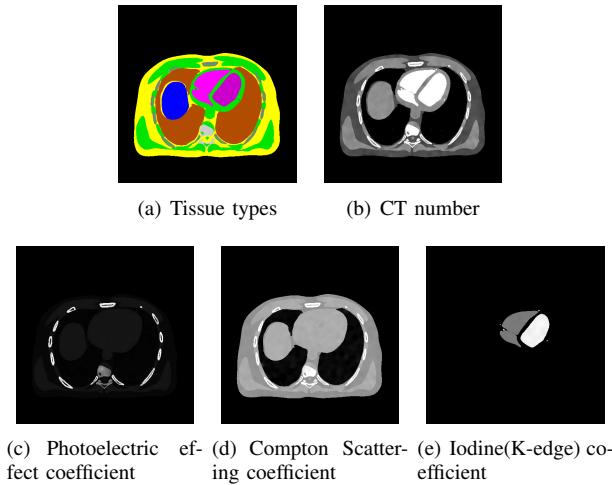 (a) Tissue types
(b) CT number
(c) Photoelectric ef-
fect coefficient
(d) Compton Scatter-
ing coefficient
(e) Iodine(K-edge) co-
efficient